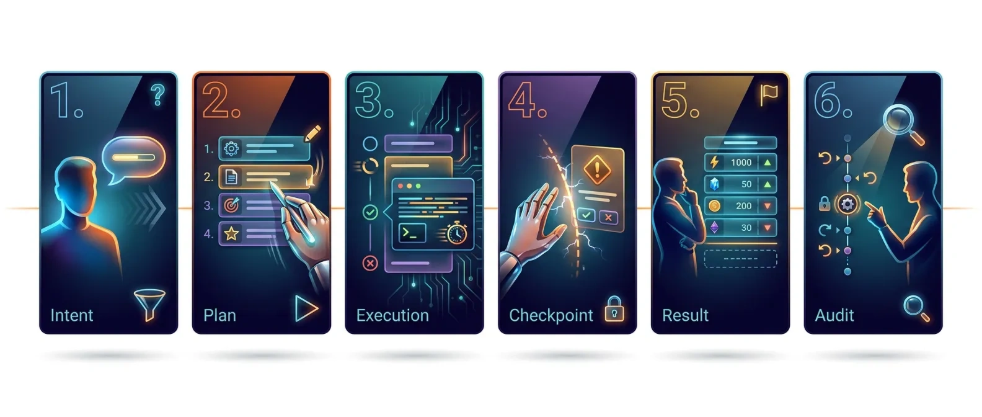 1.
?
Intent
2.
1.
2.
3.
4.
Plan
3.
>_
Execution
4.
!
Checkpoint
5.
1000
50
200
30
Result
6.
Audit